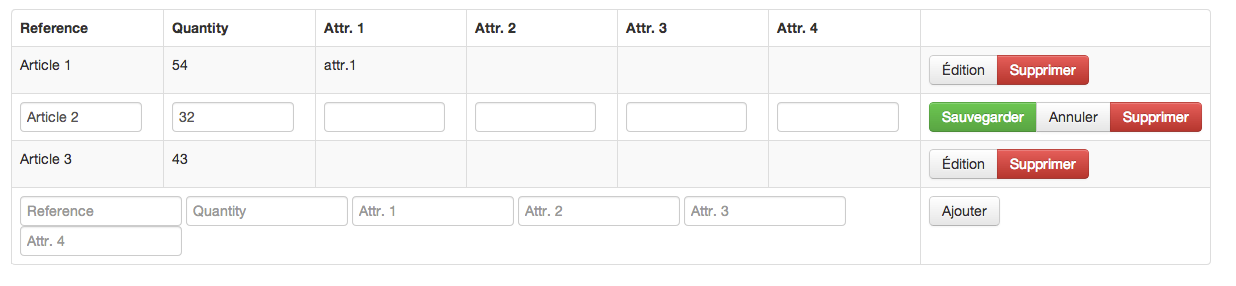 Reference Quantity Attr. 1 Attr. 2 Attr. 3 Attr. 4
Article 1 54 attr.1 Édition Supprimer
Article 2 32 Sauvegarder Annuler Supprimer
Article 3 43 Édition Supprimer
Reference Quantity Attr. 1 Attr. 2 Attr. 3 Ajouter
Attr. 4